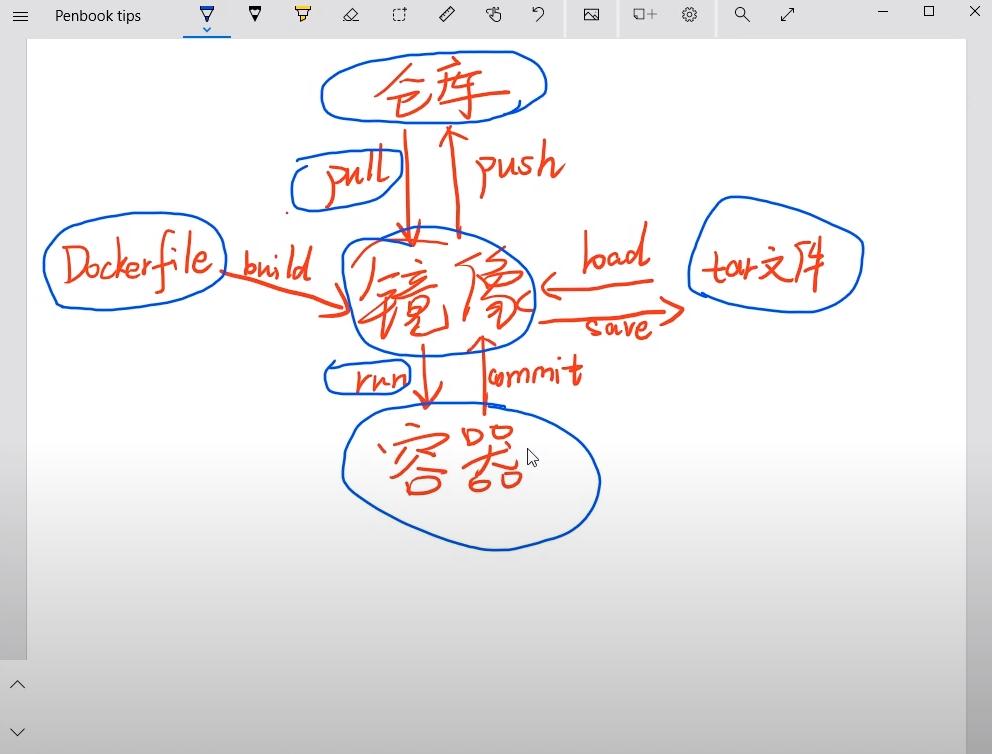 Penbook tips
仓库
pull
push
Dockerfile
build
镜像
load
save
tar文件
run
commit
容器